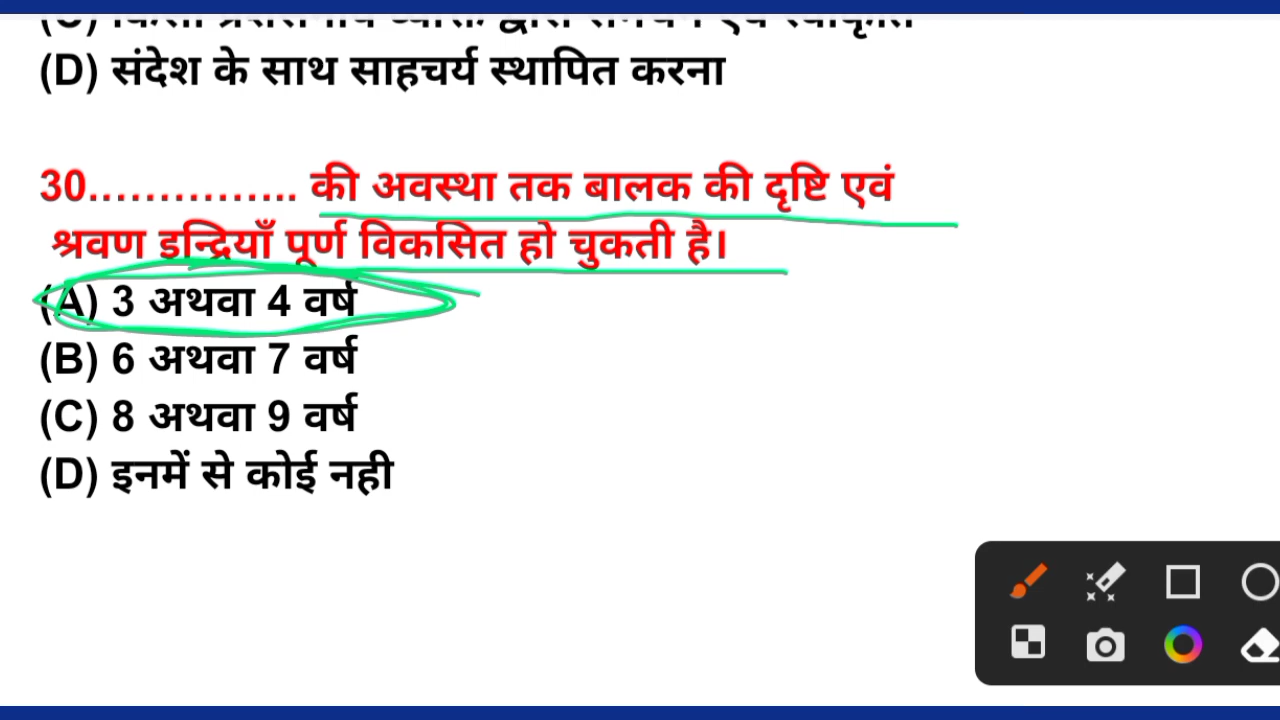 (D) संदेश के साथ साहचर्य स्थापित करना
30............... की अवस्था तक बालक की दृष्टि एवं
श्रवण इन्द्रियाँ पूर्ण विकसित हो चुकती है।
(A) 3 अथवा 4 वर्ष
(B) 6 अथवा 7 वर्ष
(C) 8 अथवा 9 वर्ष
(D) इनमें से कोई नही